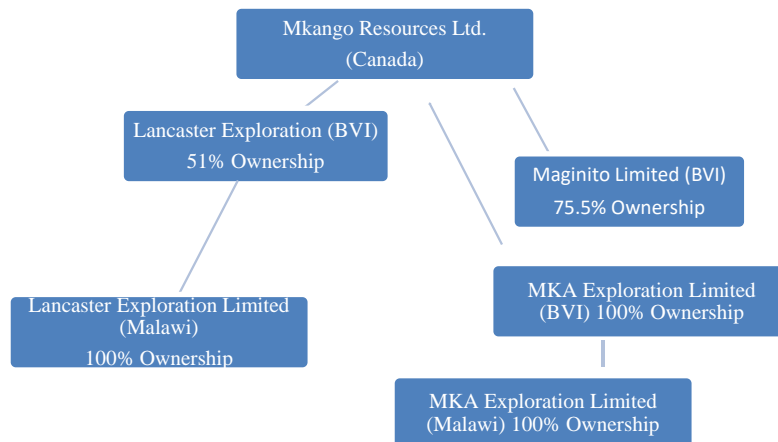 Mkango Resources Ltd.
(Canada)
Lancaster Exploration (BVI)
51% Ownership
Maginito Limited (BVI)
75.5% Ownership
Lancaster Exploration Limited
(Malawi)
100% Ownership
MKA Exploration Limited
(BVI) 100% Ownership
MKA Exploration Limited
(Malawi) 100% Ownership